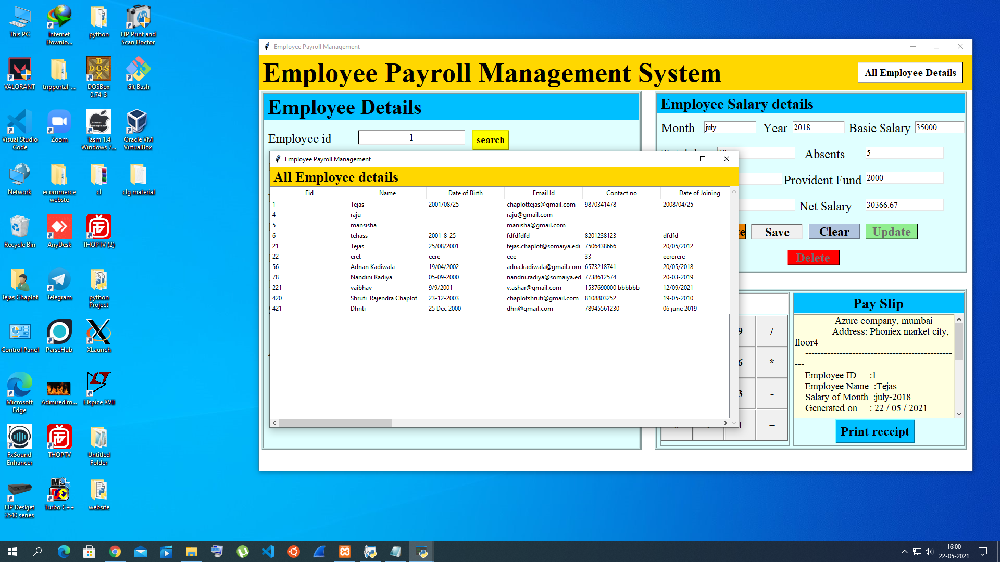 This PC
Internet Downlo...
python
HP Print and Scan Doctor
VALORANT
tnpportal-...
DOSBox 0.74-3
Git Bash
Visual Studio Code
Zoom
Tasm 1.4 Windows 7...
Oracle VM VirtualBox
Network
ecommerce webste
cl
clg material
Recycle Bin
AnyDesk
THOPTV (2)
Tejas Chaplot
Telegram
python Project
Control Panel
ParseHub
XLaunch
Microsoft Edge
AdmiredIm...
LTspice XVII
FxSound Enhancer
THOPTV
Untitled Folder
HP Deskjet 3540 series
Turbo C++
website
Employee Payroll Management
Employee Payroll Management System
All Employee Details
Employee Details
Employee id 1 search
Employee Salary details
Month july Year 2018 Basic Salary 35000
Absents 5
Provident Fund 2000
Net Salary 30366.67
Save Clear Update
Delete
Employee Payroll Management
All Employee details
Eid Name Date of Birth Email Id Contact no Date of Joining
1 Tejas 2001/08/25 chaplottejas@gmail.com 9870341478 2008/04/25
4 raju raju@gmail.com
5 mansisha manisha@gmail.com
6 tehass 2001-8-25 fdfdfdfd 8201238123 dfdfd
21 Tejas 25/08/2001 tejas.chaplot@somaiya.edu 7506438666 20/05/2012
22 eret eere eee 33 eererere
56 Adnan Kadiwala 19/04/2002 adna.kadiwala@gmail.com 6573218741 20/05/2018
78 Nandini Radiya 05-09-2000 nandni.radiya@somaiya.ed 7738612574 20-03-2019
221 vaibhav 9/9/2001 v.ashar@gmail.com 1537690000 bbbbbb 12/09/2021
420 Shruti Rajendra Chaplot 23-12-2003 chaplotshruti@gmail.com 8108803252 19-05-2010
421 Dhriti 25 Dec 2000 dhri@gmail.com 78945561230 06 june 2019
9 /
6 *
3 -
+ =
Pay Slip
Azure company, mumbai
Address: Phoniex market city,
floor4
-----------------------------------------------
---
Employee ID :1
Employee Name :Tejas
Salary of Month :july-2018
Generated on : 22 / 05 / 2021
Print receipt
16:00
22-05-2021